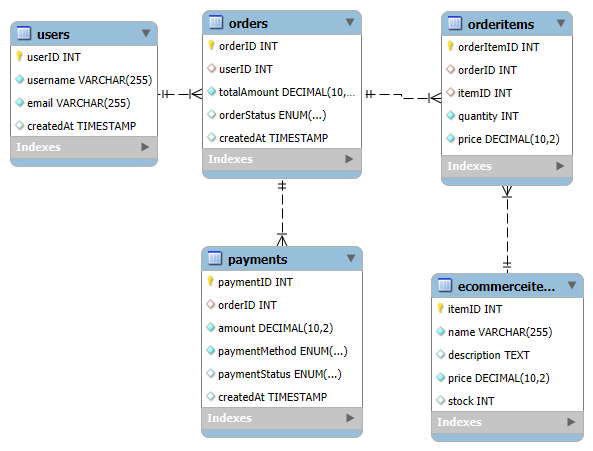 users
userID INT
username VARCHAR(255)
email VARCHAR(255)
createdAt TIMESTAMP
Indexes
orders
orderID INT
userID INT
totalAmount DECIMAL(10,...
orderStatus ENUM(...)
createdAt TIMESTAMP
Indexes
orderitems
orderItemID INT
orderID INT
itemID INT
quantity INT
price DECIMAL(10,2)
Indexes
payments
paymentID INT
orderID INT
amount DECIMAL(10,2)
paymentMethod ENUM(...)
paymentStatus ENUM(...)
createdAt TIMESTAMP
Indexes
ecommerceite...
itemID INT
name VARCHAR(255)
description TEXT
price DECIMAL(10,2)
stock INT
Indexes